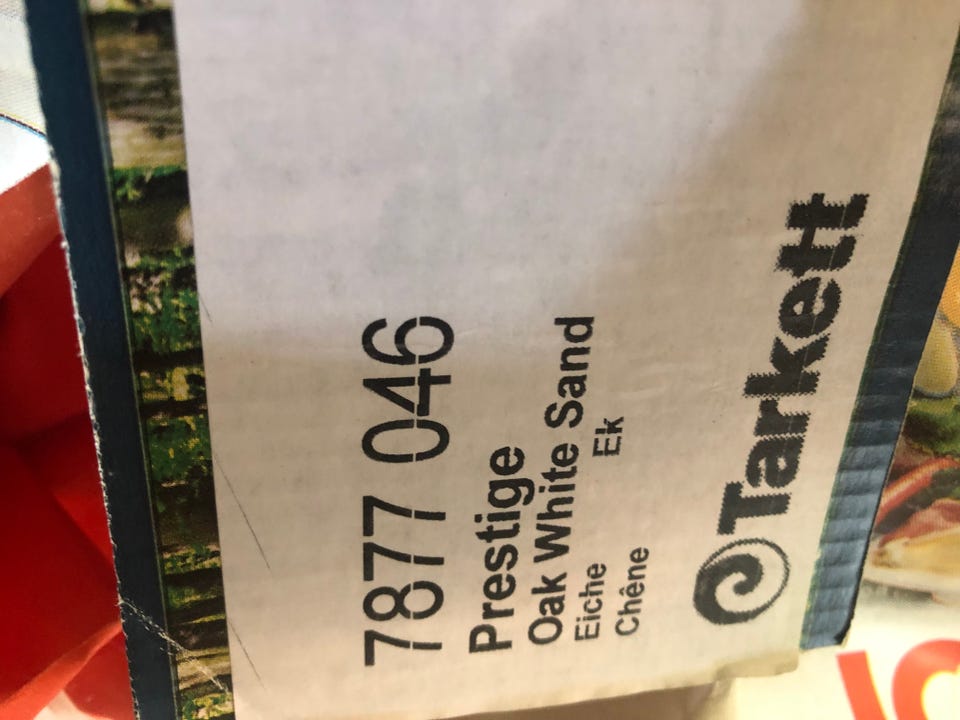 7877 046
Prestige
Oak White Sand
Eiche Ek
Chêne
Tarkett